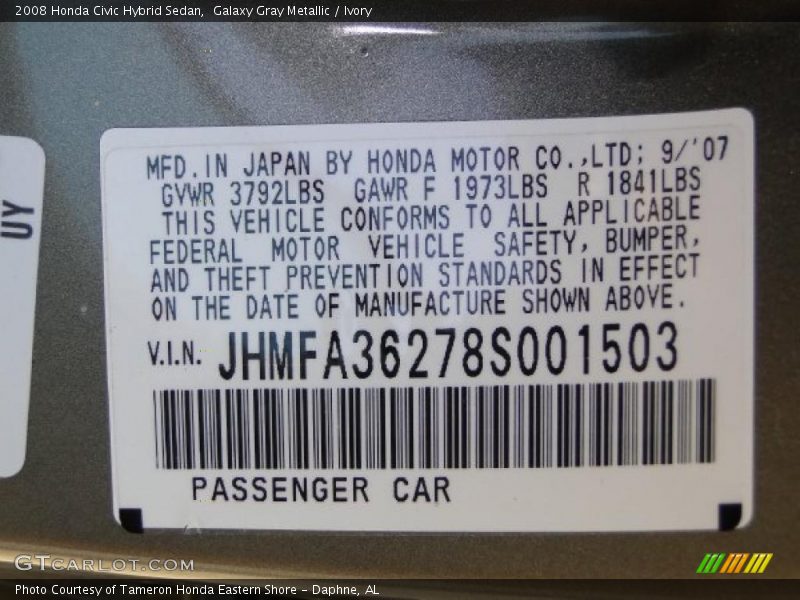 2008 Honda Civic Hybrid Sedan,  Galaxy Gray Metallic / Ivory
UY
MFD.IN JAPAN BY HONDA MOTOR CO.,LTD; 9/'07
GVWR 3792LBS  GAWR F 1973LBS  R 1841LBS
THIS VEHICLE CONFORMS TO ALL APPLICABLE
FEDERAL MOTOR VEHICLE SAFETY, BUMPER,
AND THEFT PREVENTION STANDARDS IN EFFECT
ON THE DATE OF MANUFACTURE SHOWN ABOVE.
V.I.N. JHMFA36278S001503
PASSENGER CAR
GTCARLOT.COM
Photo Courtesy of Tameron Honda Eastern Shore – Daphne, AL